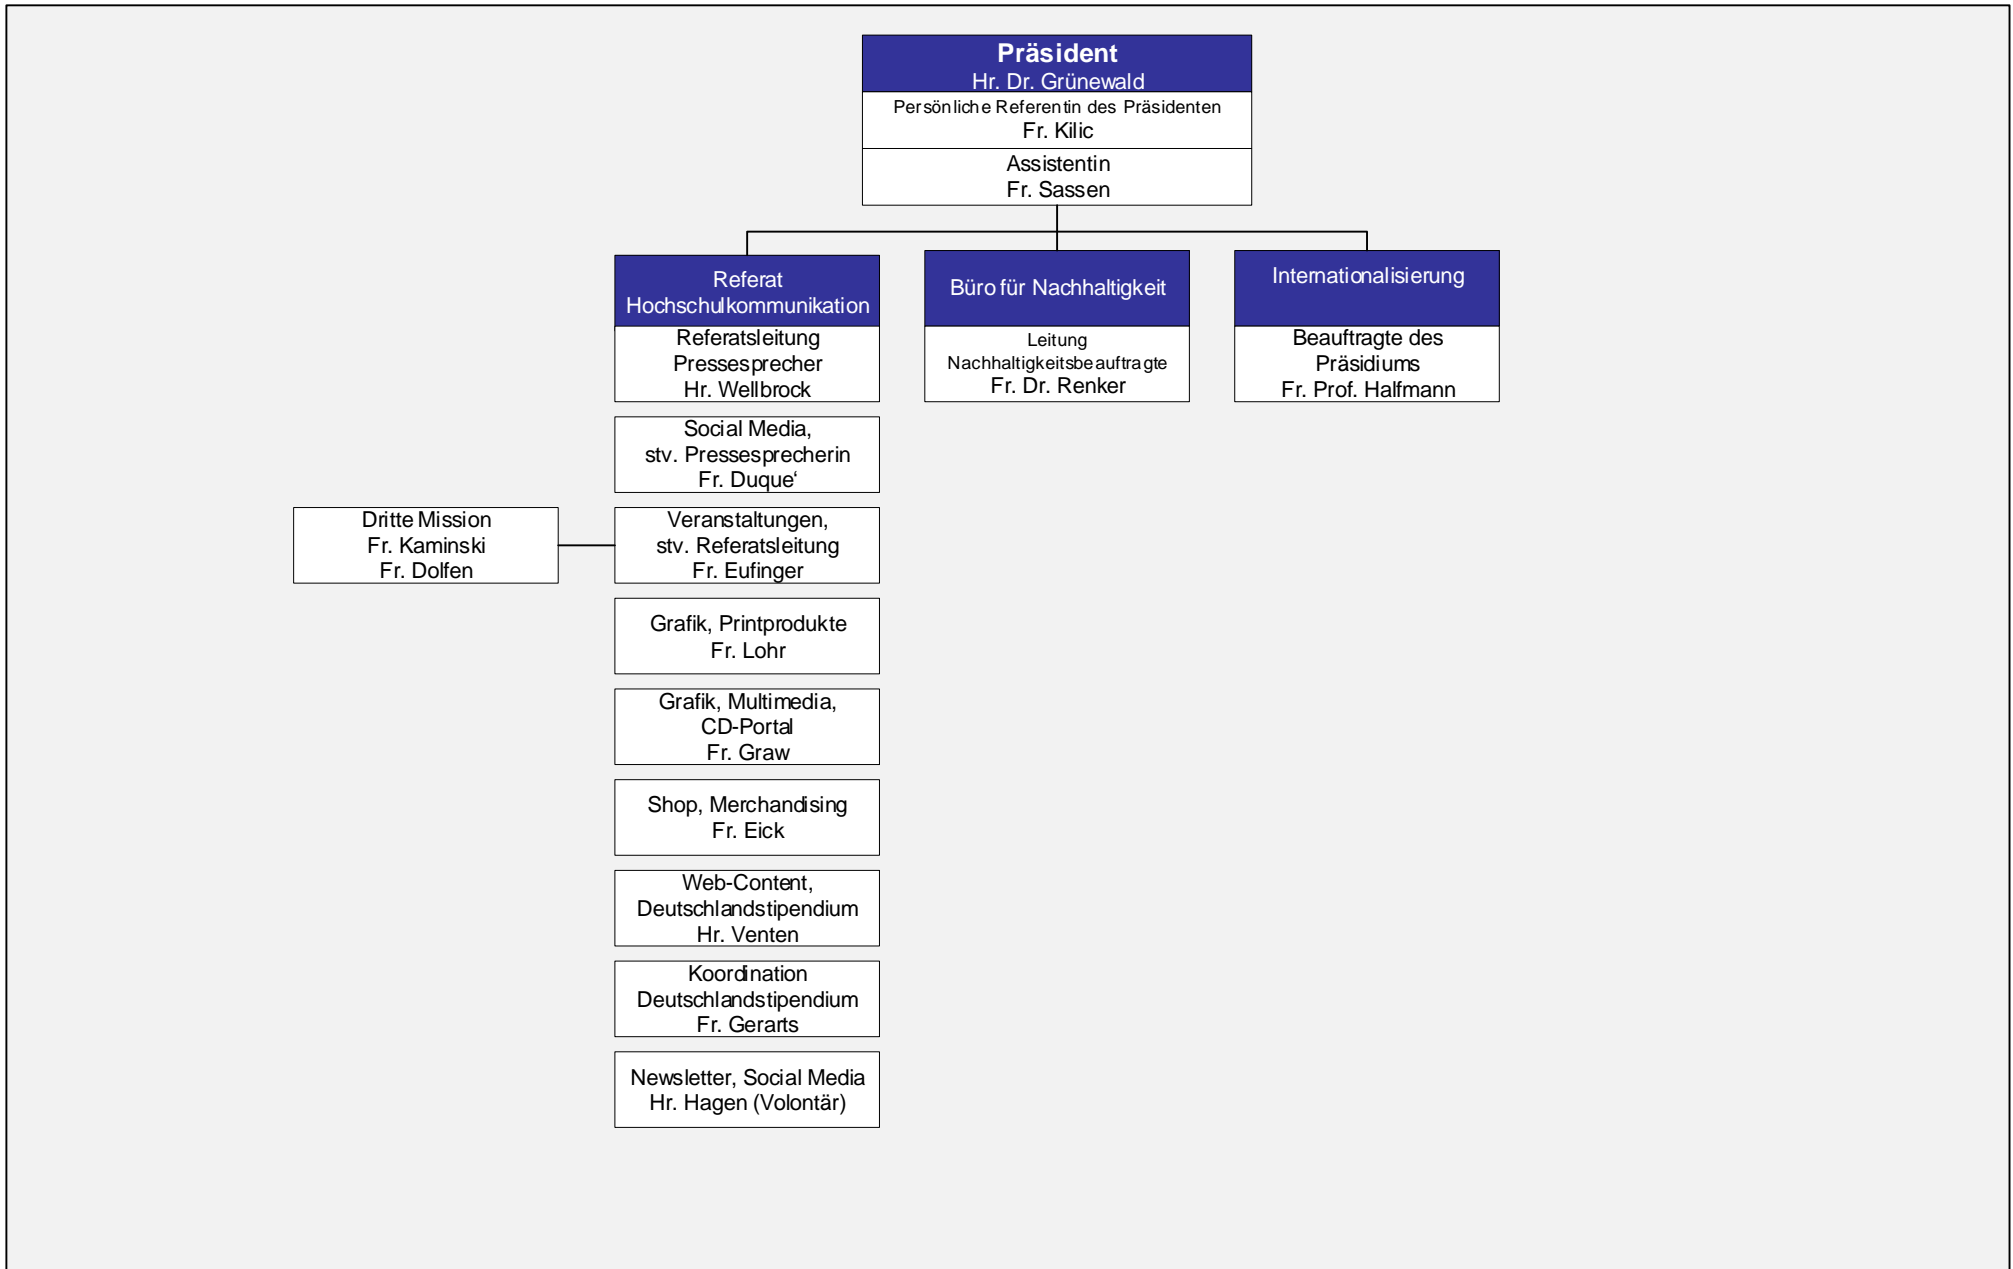 Präsident
Hr. Dr. Grünewald
Persönliche Referentin des Präsidenten
Fr. Kilic
Assistentin
Fr. Sassen
Referat
Hochschulkommunikation
Referatsleitung
Pressesprecher
Hr. Wellbrock
Büro für Nachhaltigkeit
Leitung
Nachhaltigkeitsbeauftragte
Fr. Dr. Renker
Internationalisierung
Beauftragte des
Präsidiums
Fr. Prof. Halfmann
Social Media,
stv. Pressesprecherin
Fr. Duque‘
Dritte Mission
Fr. Kaminski
Fr. Dolfen
Veranstaltungen,
stv. Referatsleitung
Fr. Eufinger
Grafik, Printprodukte
Fr. Lohr
Grafik, Multimedia,
CD-Portal
Fr. Graw
Shop, Merchandising
Fr. Eick
Web-Content,
Deutschlandstipendium
Hr. Venten
Koordination
Deutschlandstipendium
Fr. Gerarts
Newsletter, Social Media
Hr. Hagen (Volontär)